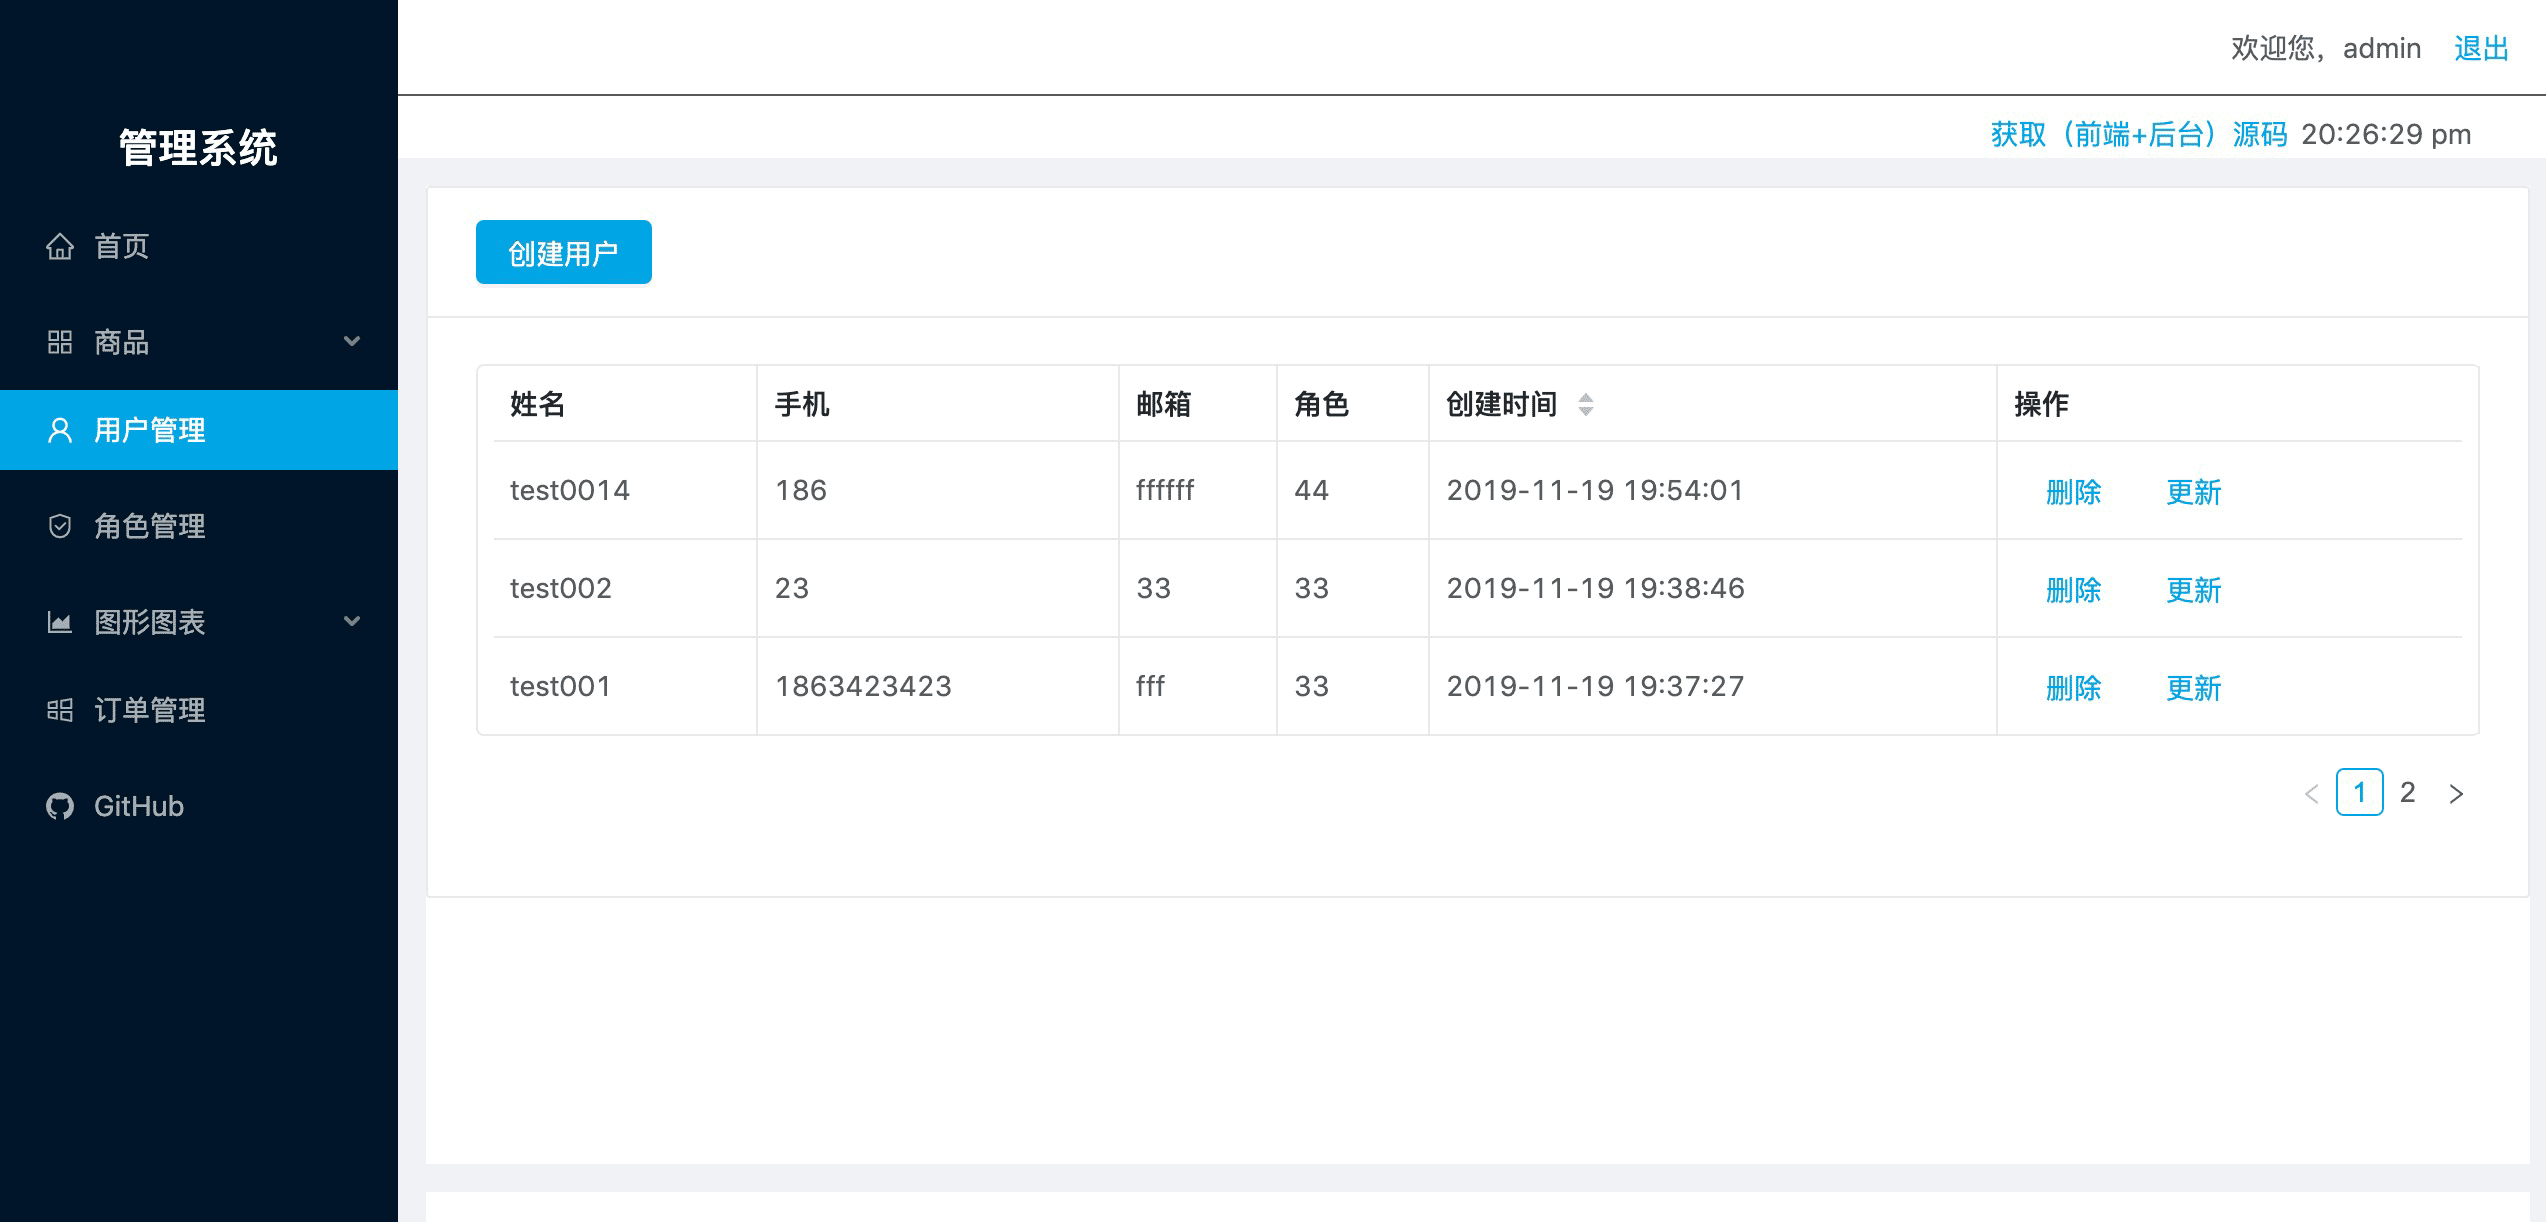 管理系统
首页
商品
用户管理
角色管理
图形图表
订单管理
GitHub
欢迎您，admin 退出
获取（前端+后台）源码 20:26:29 pm
创建用户
姓名 手机 邮箱 角色 创建时间 操作
test0014 186 ffffff 44 2019-11-19 19:54:01 删除 更新
test002 23 33 33 2019-11-19 19:38:46 删除 更新
test001 1863423423 fff 33 2019-11-19 19:37:27 删除 更新
1 2